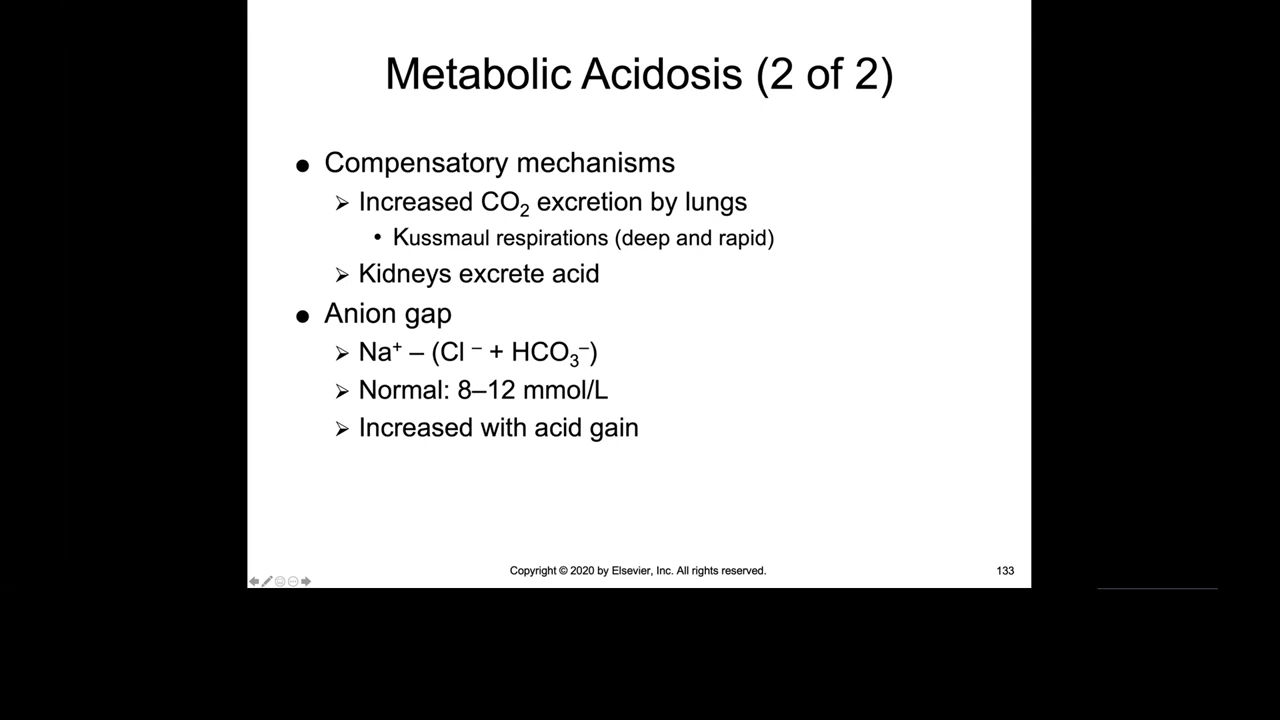 Metabolic Acidosis (2 of 2)
● Compensatory mechanisms
➢ Increased CO₂ excretion by lungs
• Kussmaul respirations (deep and rapid)
➢ Kidneys excrete acid
● Anion gap
➢ Na⁺ – (Cl ⁻ + HCO₃⁻)
➢ Normal: 8–12 mmol/L
➢ Increased with acid gain
Copyright © 2020 by Elsevier, Inc. All rights reserved.
133